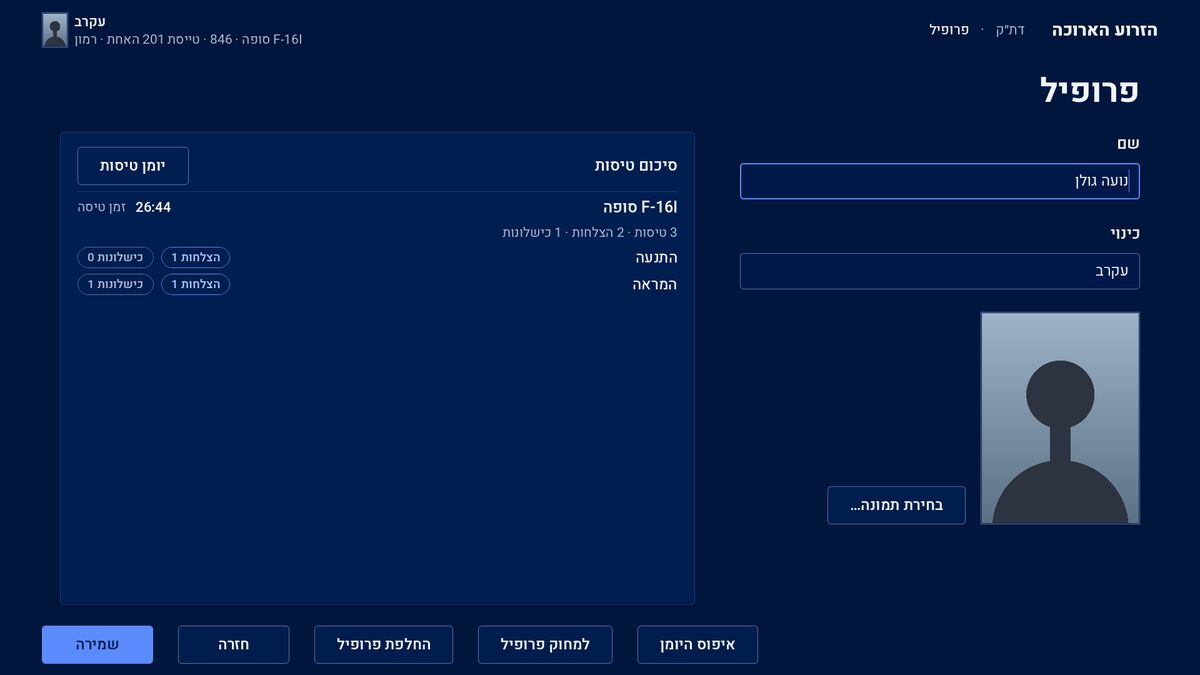 הזרוע הארוכה
דת״ק · פרופיל
עקרב
F-16I סופה · 846 · טייסת 201 האחת · רמון
פרופיל
שם
נועה גולן
כינוי
עקרב
בחירת תמונה...
סיכום טיסות
יומן טיסות
F-16I סופה
26:44 זמן טיסה
3 טיסות · 2 הצלחות · 1 כישלונות
התנעה
הצלחות 1
כישלונות 0
המראה
הצלחות 1
כישלונות 1
איפוס היומן
למחוק פרופיל
החלפת פרופיל
חזרה
שמירה